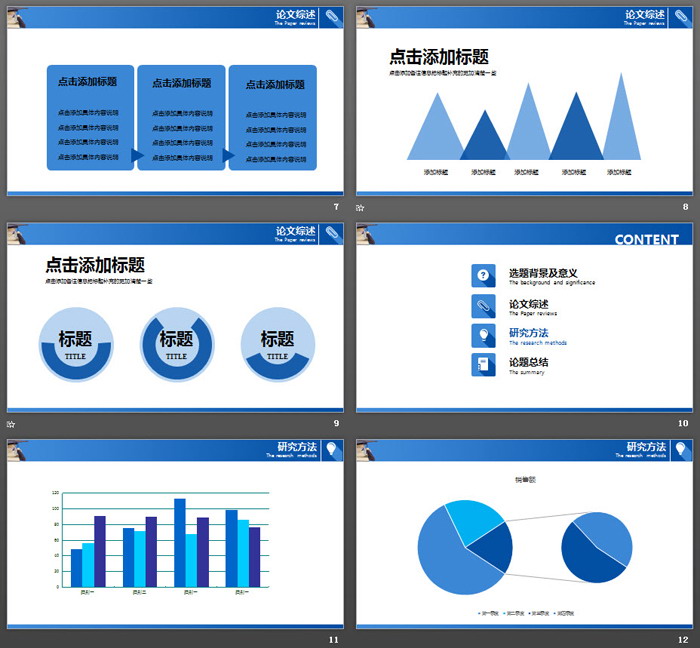 论文综述
The Paper reviews
点击添加标题
点击添加具体内容说明
点击添加具体内容说明
点击添加具体内容说明
点击添加具体内容说明
点击添加标题
点击添加具体内容说明
点击添加具体内容说明
点击添加具体内容说明
点击添加具体内容说明
点击添加标题
点击添加具体内容说明
点击添加具体内容说明
点击添加具体内容说明
点击添加具体内容说明
7
论文综述
The Paper reviews
点击添加标题
添加标题 添加标题 添加标题 添加标题 添加标题
8
论文综述
The Paper reviews
点击添加标题
标题
TITLE
标题
TITLE
标题
TITLE
9
CONTENT
选题背景及意义
The background and significance
论文综述
The Paper reviews
研究方法
The research methods
论题总结
The summary
10
研究方法
The research methods
120
100
80
60
40
20
0
11
研究方法
The research methods
销售额
12